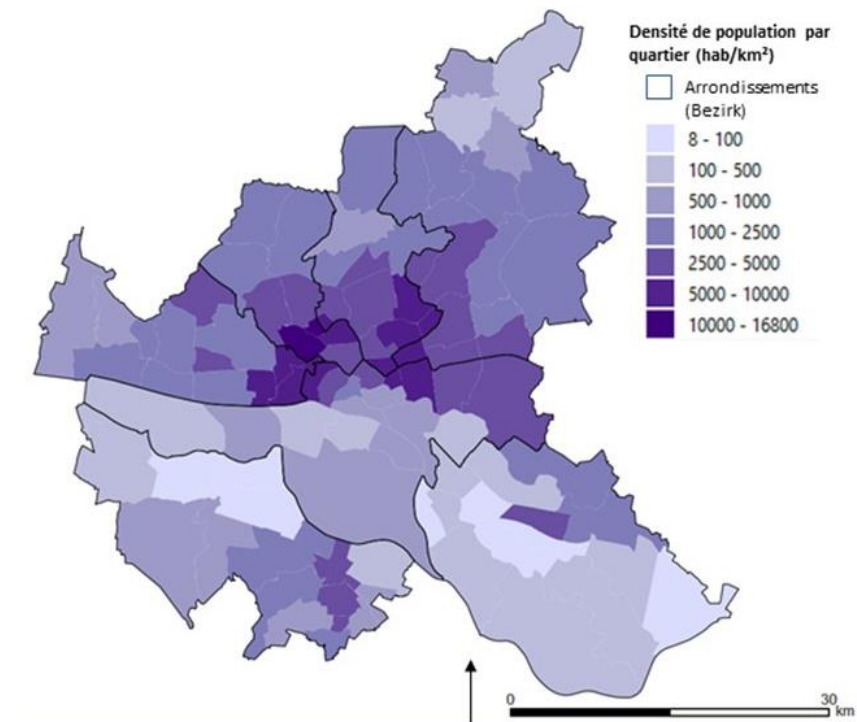 Densité de population par
quartier (hab/km²)
Arrondissements
(Bezirk)
8 - 100
100 - 500
500 - 1000
1000 - 2500
2500 - 5000
5000 - 10000
10000 - 16800
0 30
km